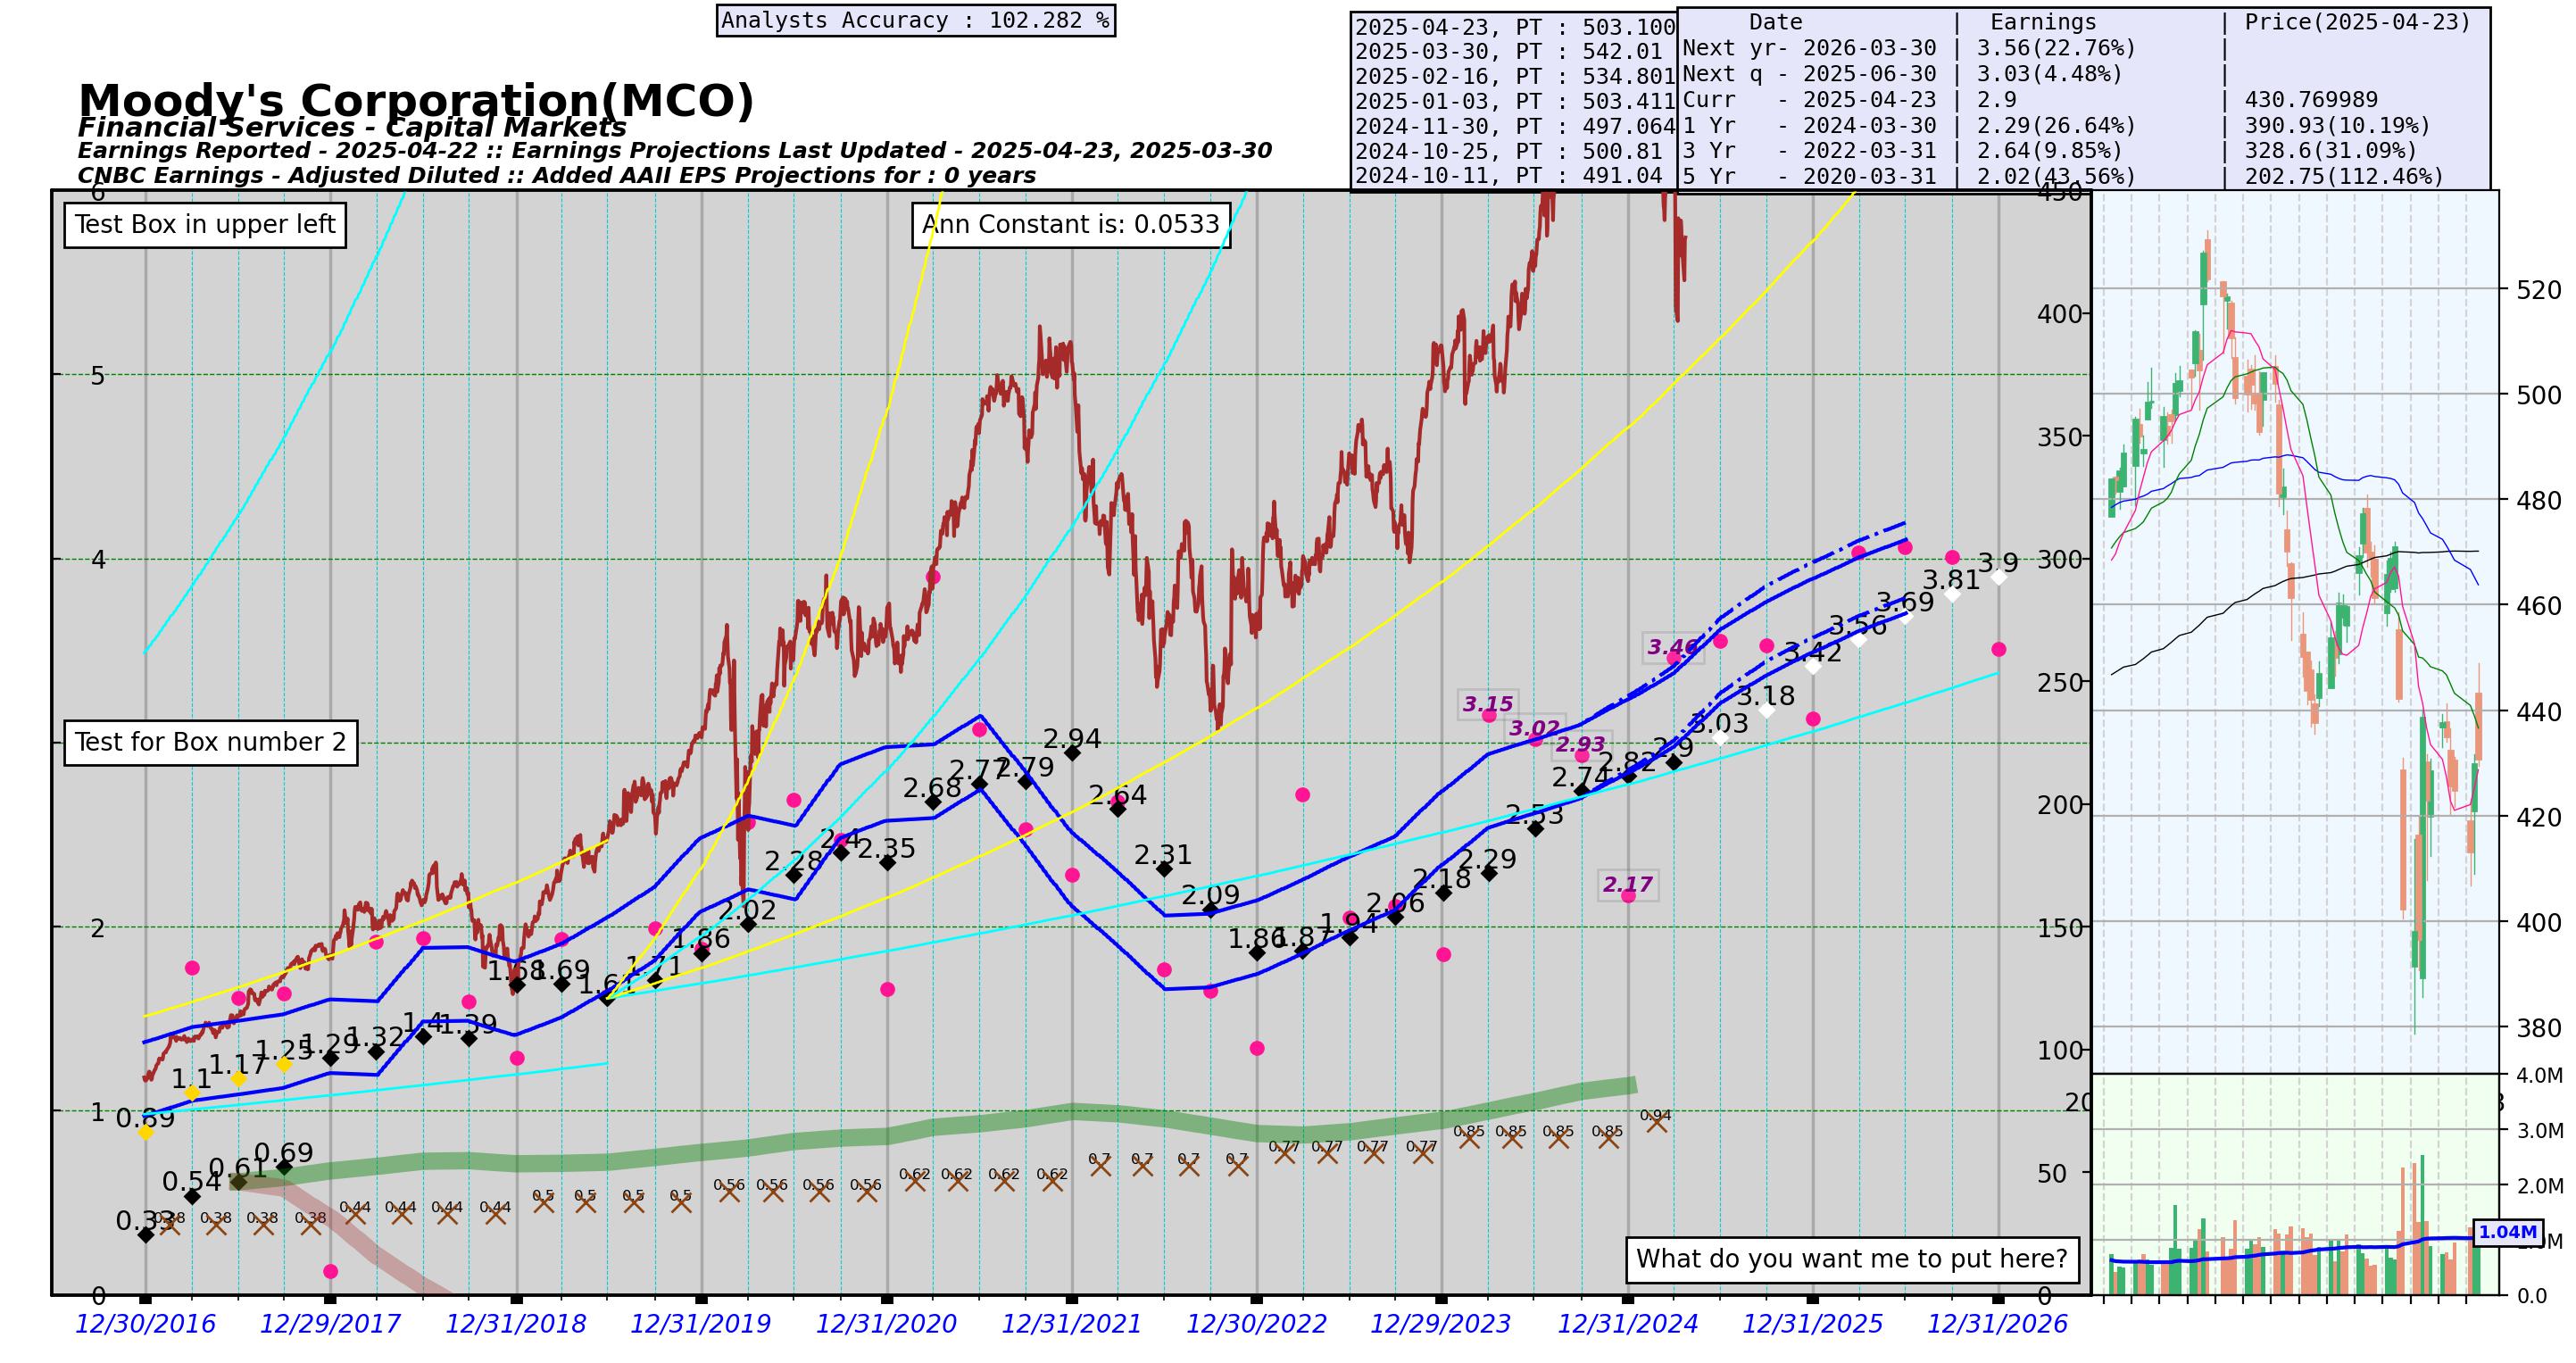 Analysts Accuracy : 102.282 %
2025-04-23, PT : 503.100
2025-03-30, PT : 542.01
2025-02-16, PT : 534.801
2025-01-03, PT : 503.411
2024-11-30, PT : 497.064
2024-10-25, PT : 500.81
2024-10-11, PT : 491.04
Date | Earnings | Price(2025-04-23)
Next yr- 2026-03-30 | 3.56(22.76%) |
Next q - 2025-06-30 | 3.03(4.48%) |
Curr - 2025-04-23 | 2.9 | 430.769989
1 Yr - 2024-03-30 | 2.29(26.64%) | 390.93(10.19%)
3 Yr - 2022-03-31 | 2.64(9.85%) | 328.6(31.09%)
5 Yr - 2020-03-31 | 2.02(43.56%) | 202.75(112.46%)
Moody's Corporation(MCO)
Financial Services - Capital Markets
Earnings Reported - 2025-04-22 :: Earnings Projections Last Updated - 2025-04-23, 2025-03-30
CNBC Earnings - Adjusted Diluted :: Added AAII EPS Projections for : 0 years
Test Box in upper left
Ann Constant is: 0.0533
Test for Box number 2
What do you want me to put here?
6
5
4
2
1
0
450
400
350
300
250
200
150
100
50
0
520
500
480
460
440
420
400
380
4.0M
3.0M
2.0M
1.04M
0.0
0.89 1.1 1.17 1.25 1.29 1.32 1.4 1.39 1.58 1.69 1.61 1.71 1.86 2.02 2.28 2.4 2.35 2.68 2.77 2.79 2.94 2.64 2.31 2.09 1.86 1.87 1.94 2.06 2.18 2.29 2.53 2.74 2.82 2.9 3.03 3.18 3.42 3.56 3.69 3.81 3.9
3.15 3.02 2.93 2.17 3.46
0.33 0.54 0.61 0.69
0.38 0.38 0.38 0.38 0.44 0.44 0.44 0.44 0.5 0.5 0.5 0.5 0.56 0.56 0.56 0.56 0.62 0.62 0.62 0.62 0.7 0.7 0.7 0.7 0.77 0.77 0.77 0.77 0.85 0.85 0.85 0.85 0.94
12/30/2016 12/29/2017 12/31/2018 12/31/2019 12/31/2020 12/31/2021 12/30/2022 12/29/2023 12/31/2024 12/31/2025 12/31/2026